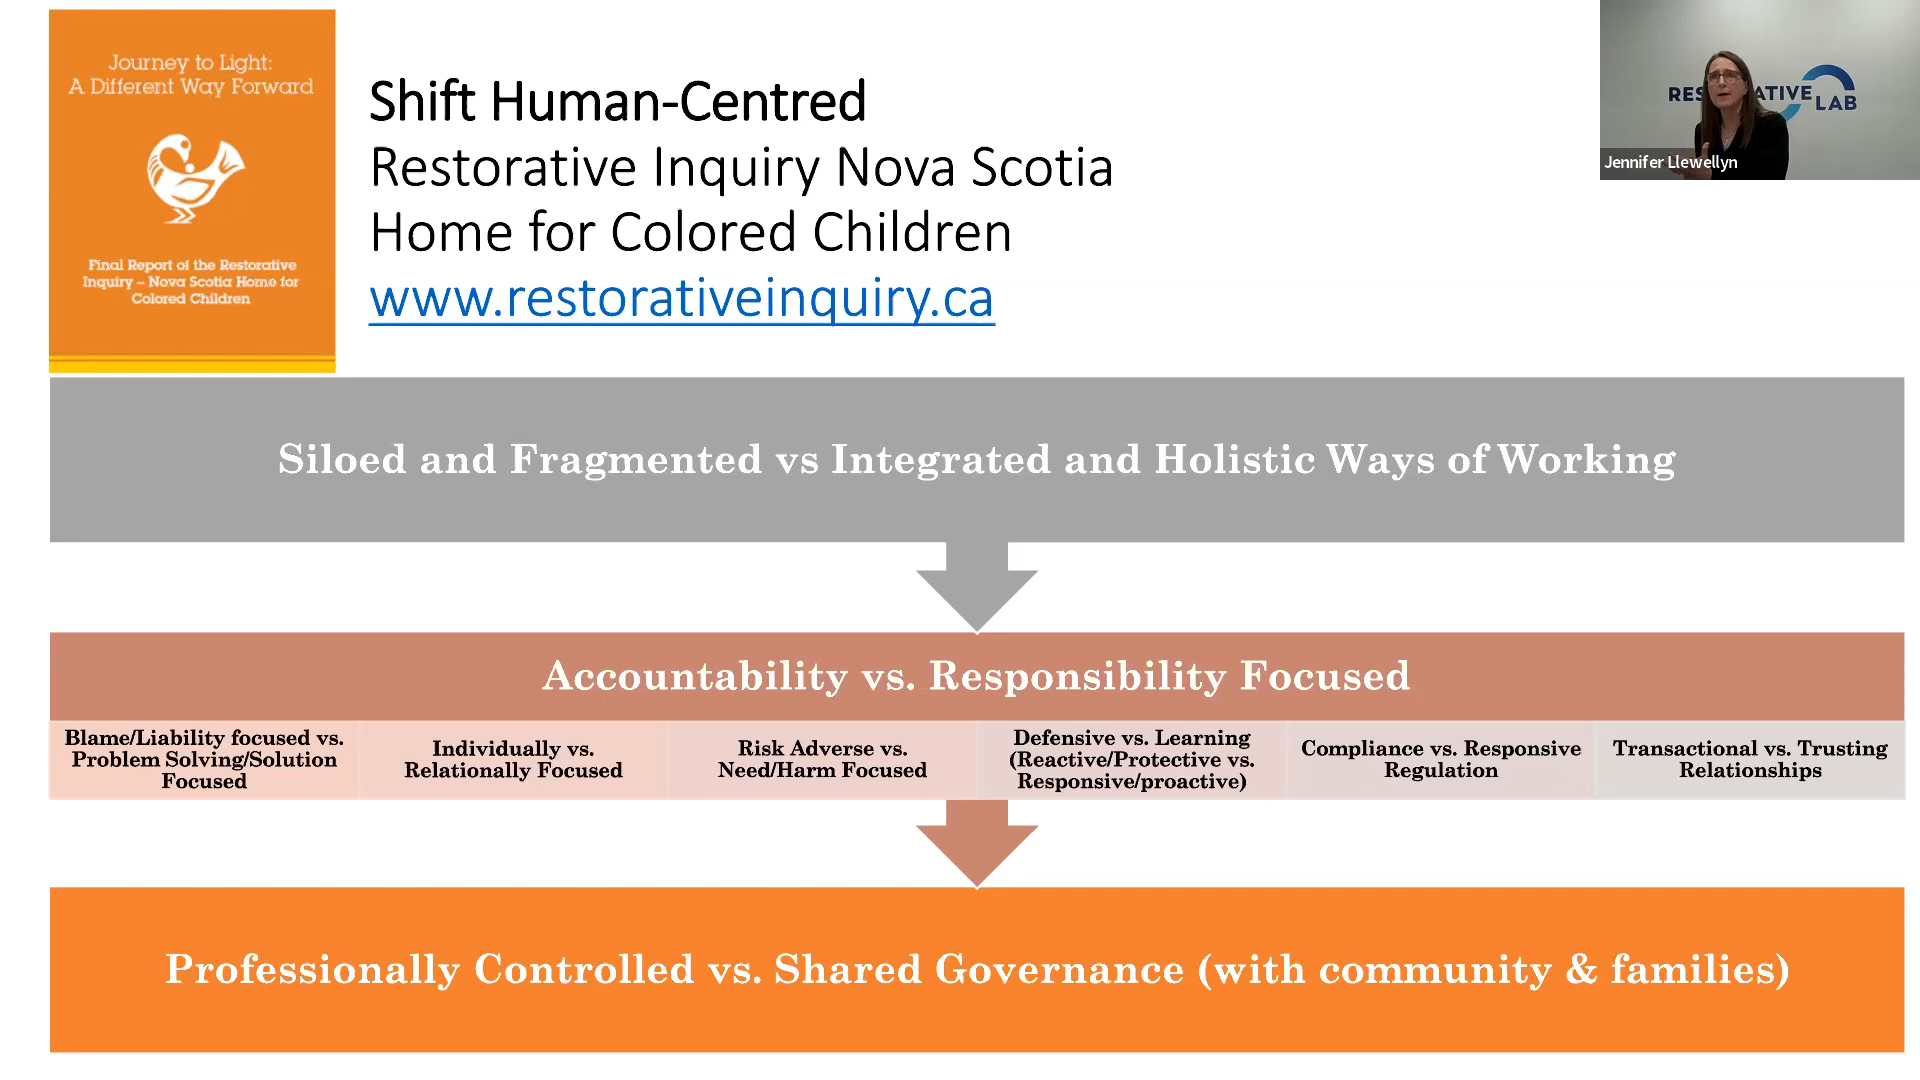 Journey to Light:
A Different Way Forward
Final Report of the Restorative
Inquiry – Nova Scotia Home for
Colored Children
Shift Human-Centred
Restorative Inquiry Nova Scotia
Home for Colored Children
www.restorativeinquiry.ca
RES ATIVE LAB
Jennifer Llewellyn
Siloed and Fragmented vs Integrated and Holistic Ways of Working
Accountability vs. Responsibility Focused
Blame/Liability focused vs.
Problem Solving/Solution
Focused
Individually vs.
Relationally Focused
Risk Adverse vs.
Need/Harm Focused
Defensive vs. Learning
(Reactive/Protective vs.
Responsive/proactive)
Compliance vs. Responsive
Regulation
Transactional vs. Trusting
Relationships
Professionally Controlled vs. Shared Governance (with community & families)